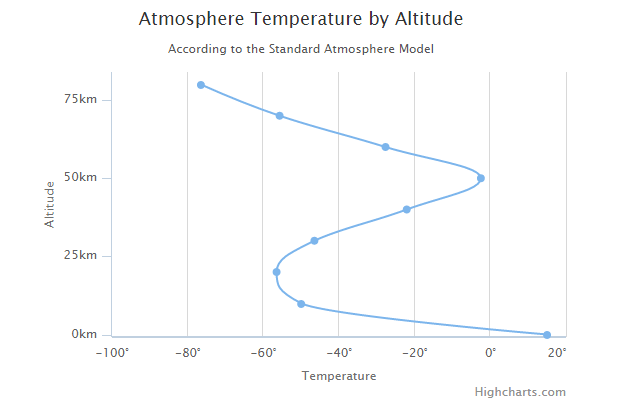 Atmosphere Temperature by Altitude
According to the Standard Atmosphere Model
75km
50km
25km
0km
Altitude
-100° -80° -60° -40° -20° 0° 20°
Temperature
Highcharts.com